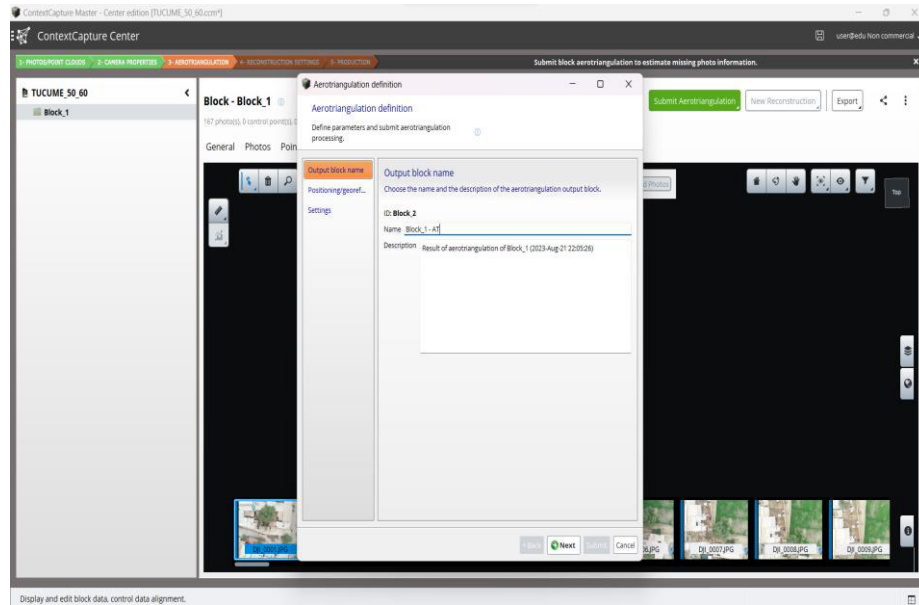 ContextCapture Master - Center edition [TUCUME_50_60.ccm*]
ContextCapture Center
user@edu Non commercial
1- PHOTOS/POINT CLOUDS
2- CAMERA PROPERTIES
3- AEROTRIANGULATION
4- RECONSTRUCTION SETTINGS
5- PRODUCTION
Submit block aerotriangulation to estimate missing photo information.
TUCUME_50_60
Block_1
Block - Block_1
167 photo(s), 0 control point(s), 0
General Photos Poin
Submit Aerotriangulation
New Reconstruction
Export
Aerotriangulation definition
Aerotriangulation definition
Define parameters and submit aerotriangulation
processing.
Output block name
Positioning/georef...
Settings
Output block name
Choose the name and the description of the aerotriangulation output block.
ID: Block_2
Name Block_1 - AT
Description Result of aerotriangulation of Block_1 (2023-Aug-21 22:05:26)
Photos
Top
< Back
Next
Submit
Cancel
DJI_0001.JPG
6.JPG
DJI_0007.JPG
DJI_0008.JPG
DJI_0009.JPG
Display and edit block data, control data alignment.